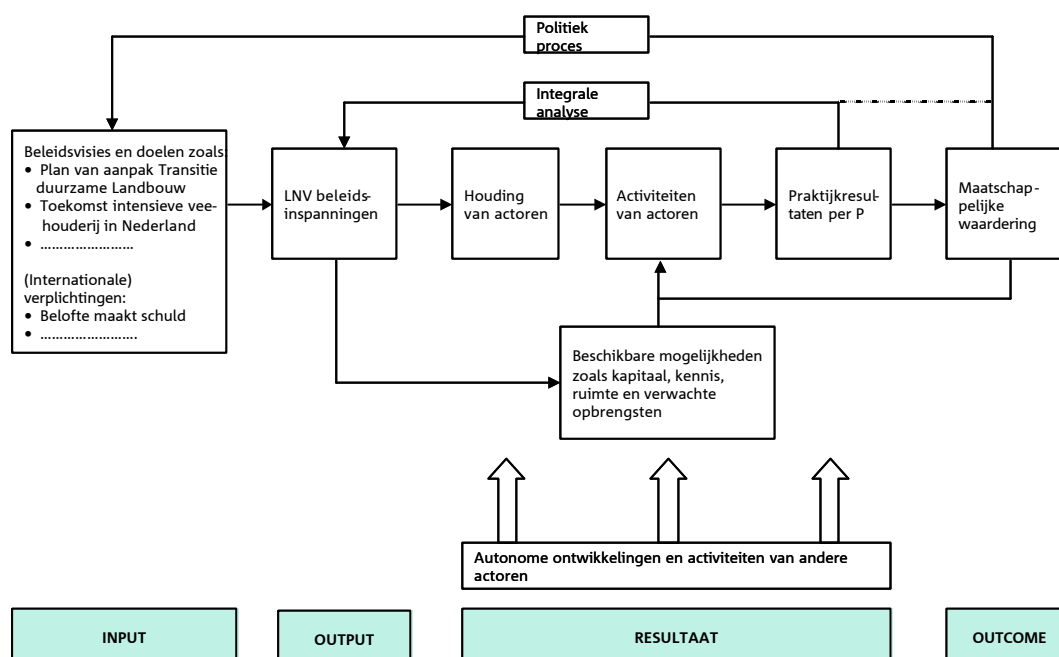 Politiek
proces
Integrale
analyse
Beleidsvisies en doelen zoals:
• Plan van aanpak Transitie
duurzame Landbouw
• Toekomst intensieve vee-
houderij in Nederland
• ……………………
(Internationale)
verplichtingen:
• Belofte maakt schuld
• …………………….
LNV beleids-
inspanningen
Houding
van actoren
Activiteiten
van actoren
Praktijkresul-
taten per P
Maatschap-
pelijke
waardering
Beschikbare mogelijkheden
zoals kapitaal, kennis,
ruimte en verwachte
opbrengsten
Autonome ontwikkelingen en activiteiten van andere
actoren
INPUT
OUTPUT
RESULTAAT
OUTCOME